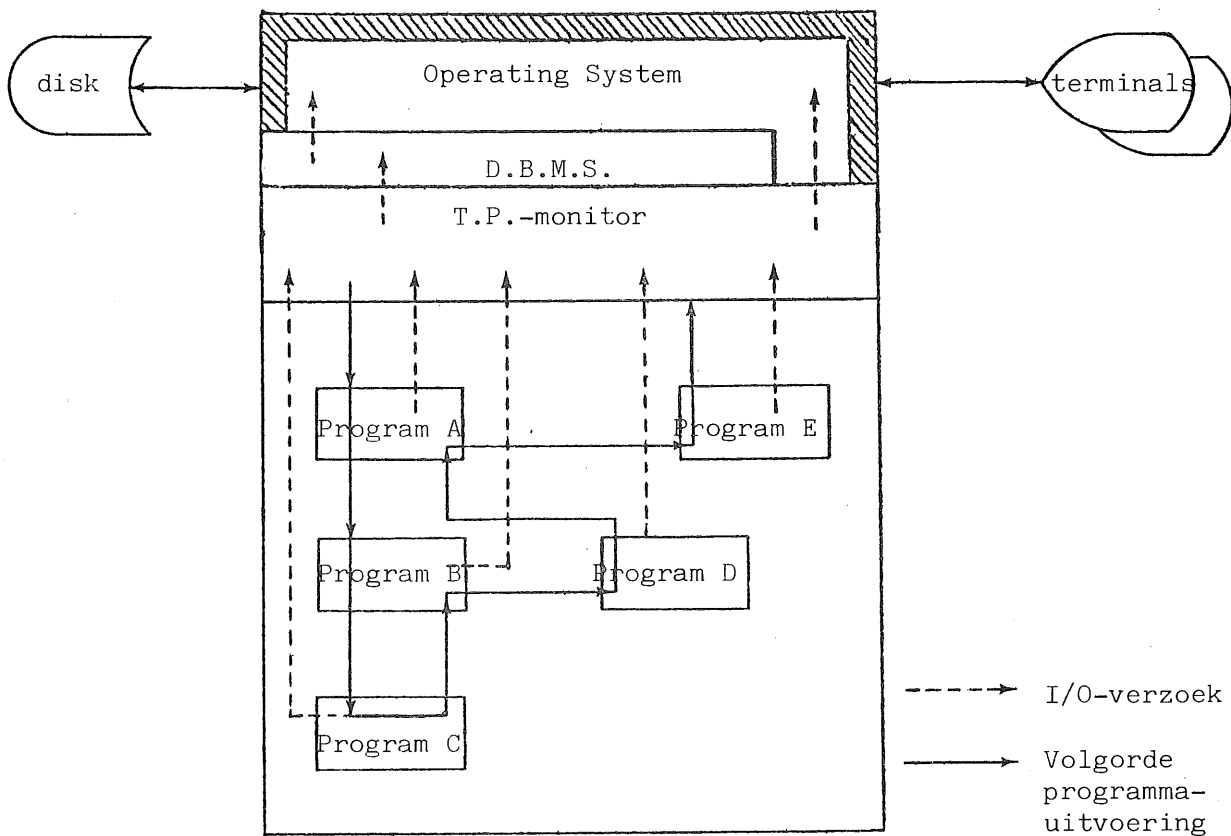 Operating System
disk
terminals
D.B.M.S.
T.P.-monitor
Program A
Program E
Program B
Program D
Program C
I/O-verzoek
Volgorde
programma-
uitvoering